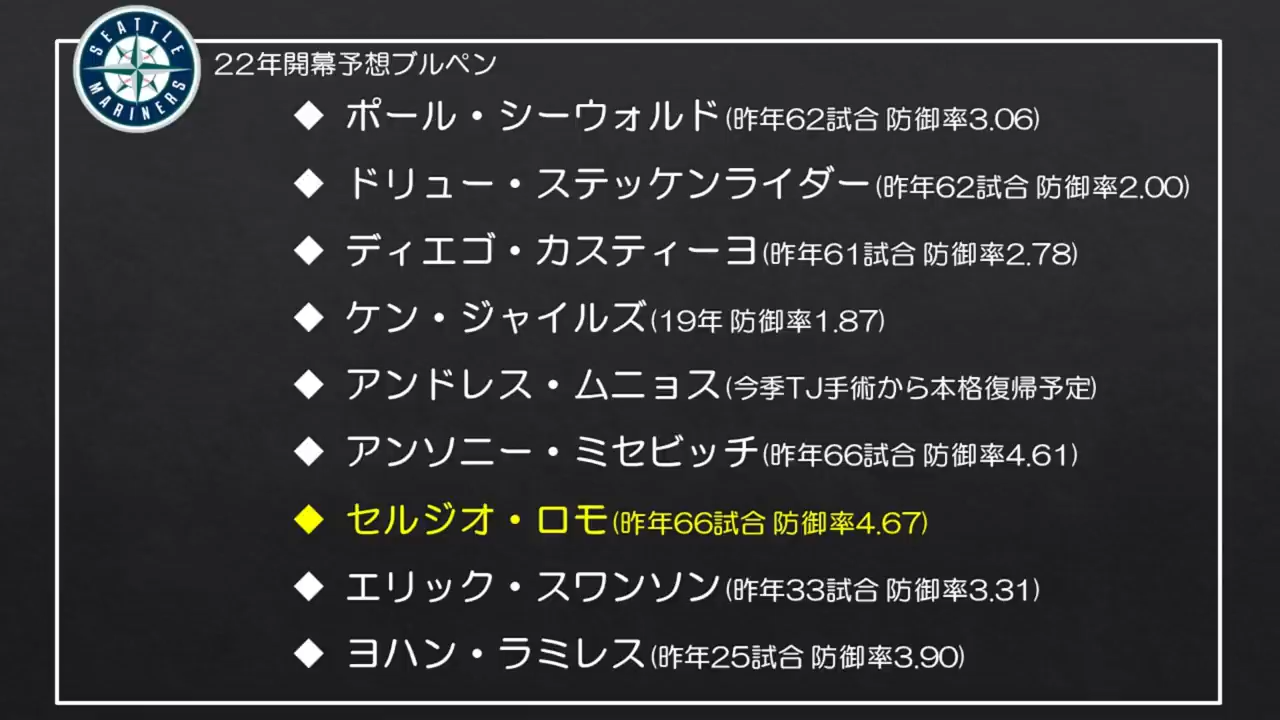 SEATTLE
MARINERS
22年開幕予想ブルペン
◆ ポール・シーウォルド(昨年62試合 防御率3.06)
◆ ドリュー・ステッケンライダー(昨年62試合 防御率2.00)
◆ ディエゴ・カスティーヨ(昨年61試合 防御率2.78)
◆ ケン・ジャイルズ(19年 防御率1.87)
◆ アンドレス・ムニョス(今季TJ手術から本格復帰予定)
◆ アンソニー・ミセビッチ(昨年66試合 防御率4.61)
◆ セルジオ・ロモ(昨年66試合 防御率4.67)
◆ エリック・スワンソン(昨年33試合 防御率3.31)
◆ ヨハン・ラミレス(昨年25試合 防御率3.90)